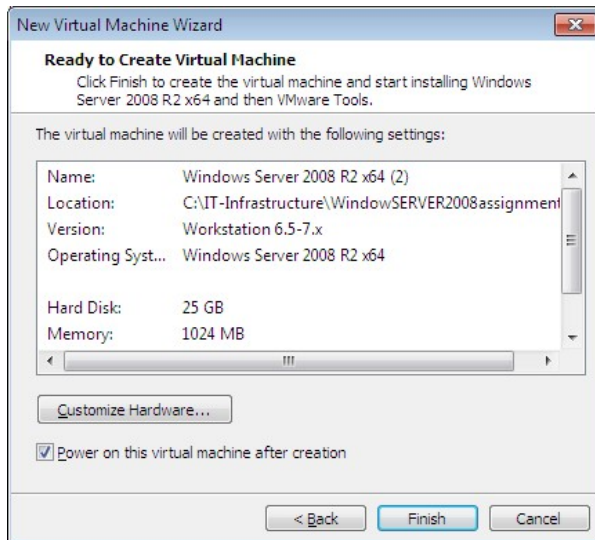 New Virtual Machine Wizard
Ready to Create Virtual Machine
Click Finish to create the virtual machine and start installing Windows
Server 2008 R2 x64 and then VMware Tools.
The virtual machine will be created with the following settings:
Name: Windows Server 2008 R2 x64 (2)
Location: C:\IT-Infrastructure\WindowSERVER2008assignment
Version: Workstation 6.5-7.x
Operating Syst... Windows Server 2008 R2 x64
Hard Disk: 25 GB
Memory: 1024 MB
Customize Hardware...
Power on this virtual machine after creation
< Back Finish Cancel